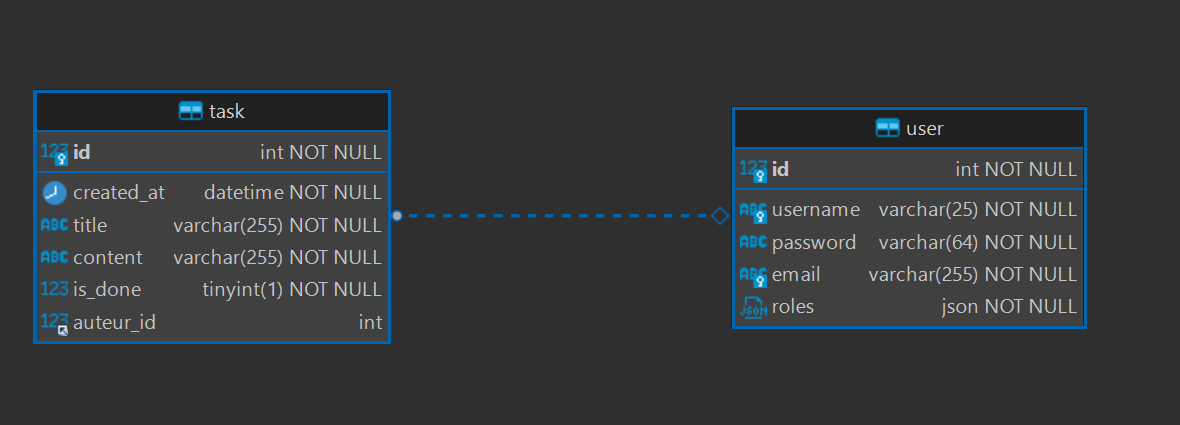 task
id int NOT NULL
created_at datetime NOT NULL
title varchar(255) NOT NULL
content varchar(255) NOT NULL
is_done tinyint(1) NOT NULL
auteur_id int
user
id int NOT NULL
username varchar(25) NOT NULL
password varchar(64) NOT NULL
email varchar(255) NOT NULL
roles json NOT NULL